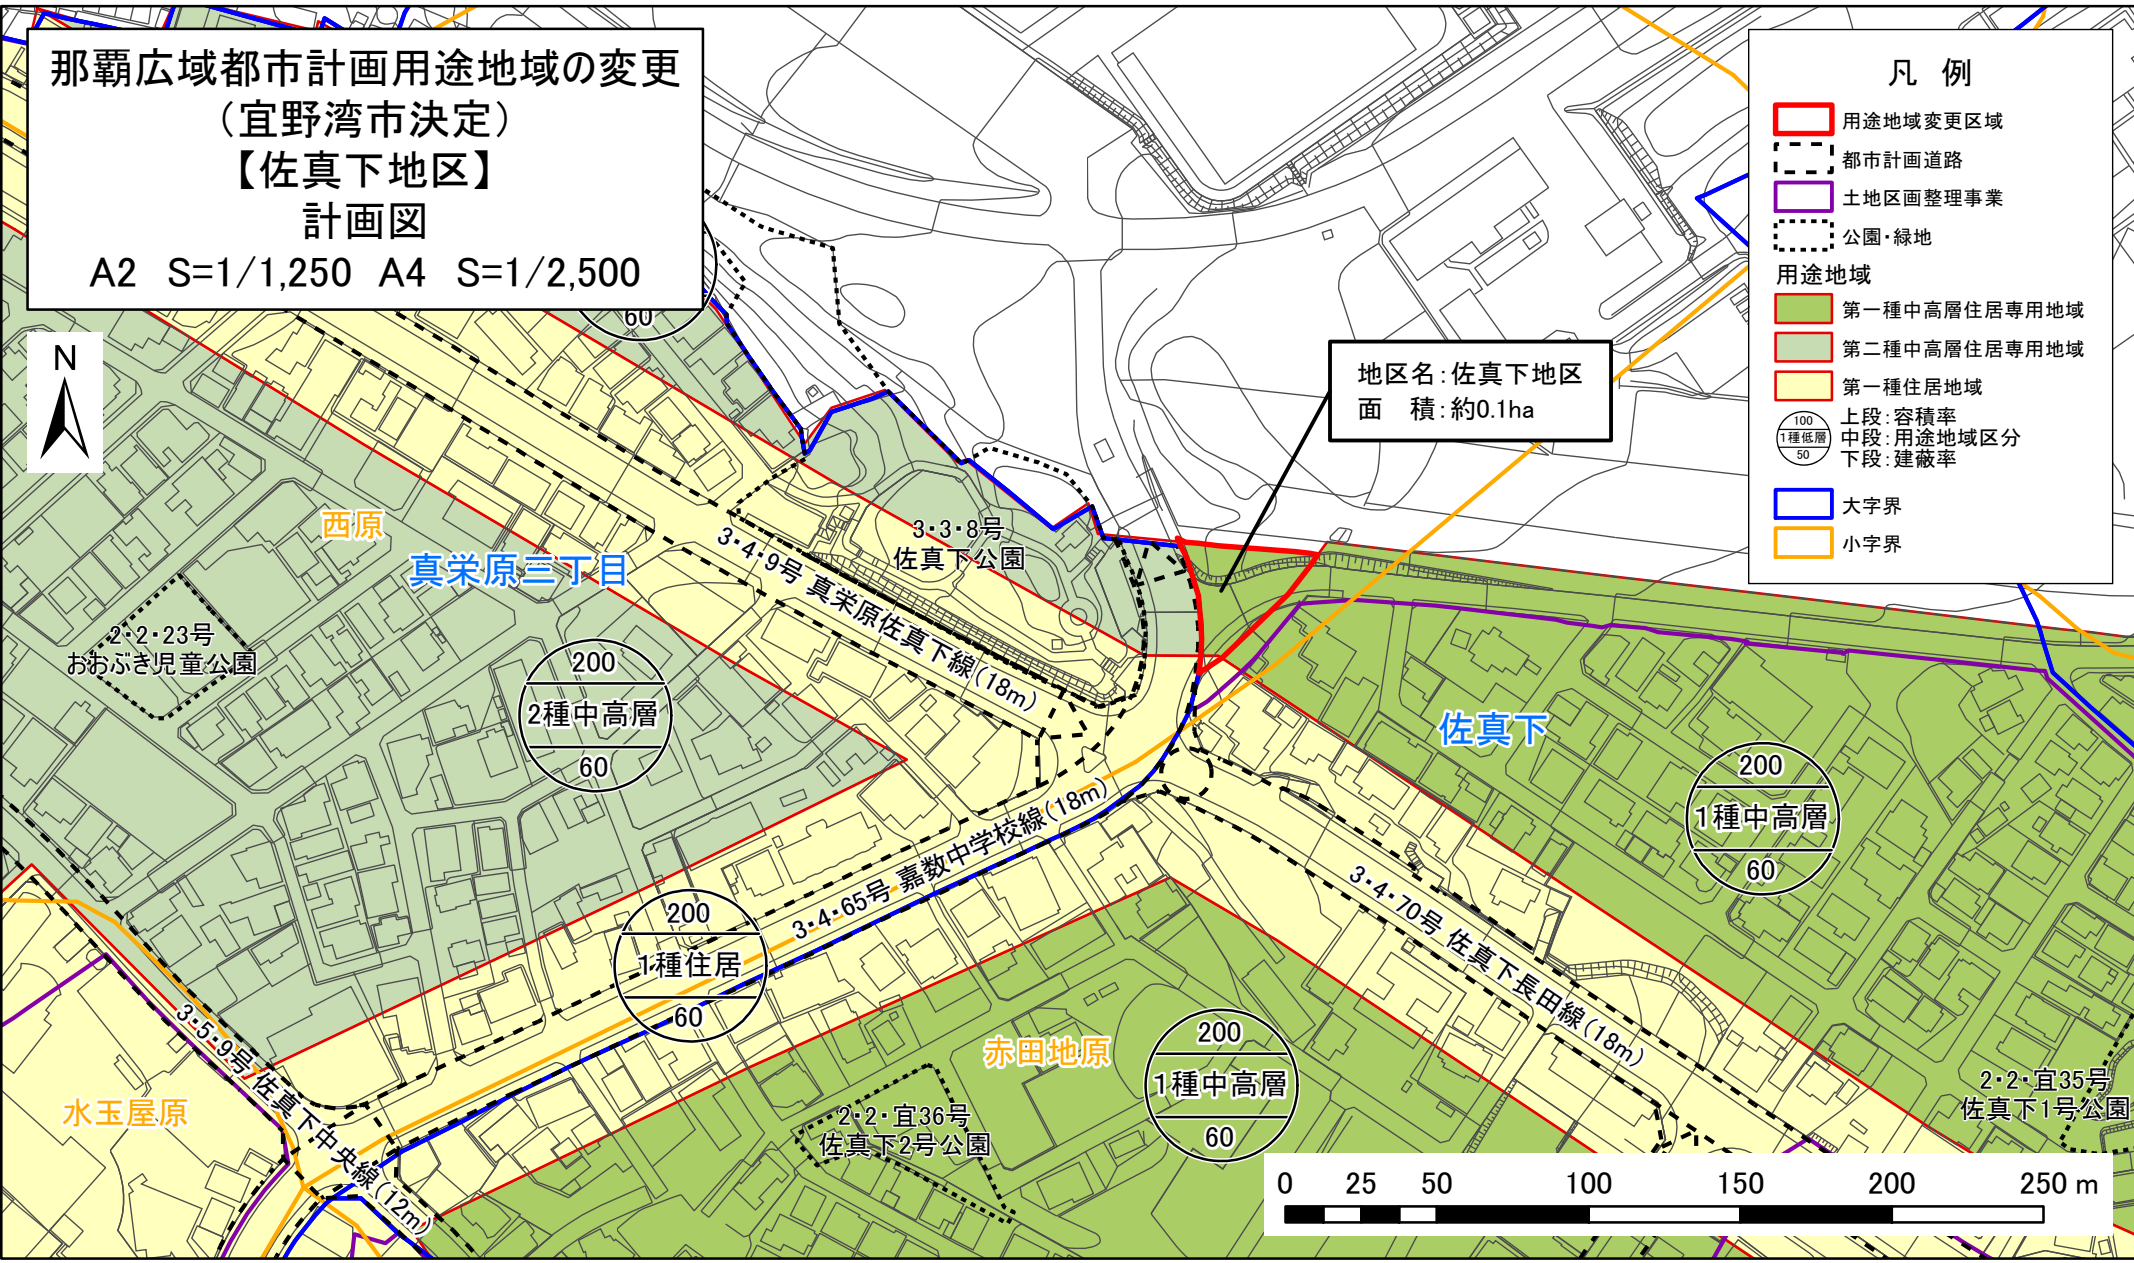 那覇広域都市計画用途地域の変更
（宜野湾市決定）
【佐真下地区】
計画図
A2 S=1/1,250 A4 S=1/2,500
60
N
凡 例
用途地域変更区域
都市計画道路
土地区画整理事業
公園・緑地
用途地域
第一種中高層住居専用地域
第二種中高層住居専用地域
第一種住居地域
100
1種低層
50
上段：容積率
中段：用途地域区分
下段：建蔽率
大字界
小字界
地区名：佐真下地区
面　積：約0.1ha
西原
真栄原三丁目
3・3・8号
佐真下公園
3・4・9号 真栄原佐真下線（18m）
2・2・23号
おおぶき児童公園
200
2種中高層
60
佐真下
200
1種中高層
60
3・4・65号 嘉数中学校線（18m）
200
1種住居
60
3・4・70号 佐真下長田線（18m）
3・5・9号 佐真下中央線（12m）
水玉屋原
赤田地原
200
1種中高層
60
2・2・宜36号
佐真下2号公園
2・2・宜35号
佐真下1号公園
0 25 50 100 150 200 250 m